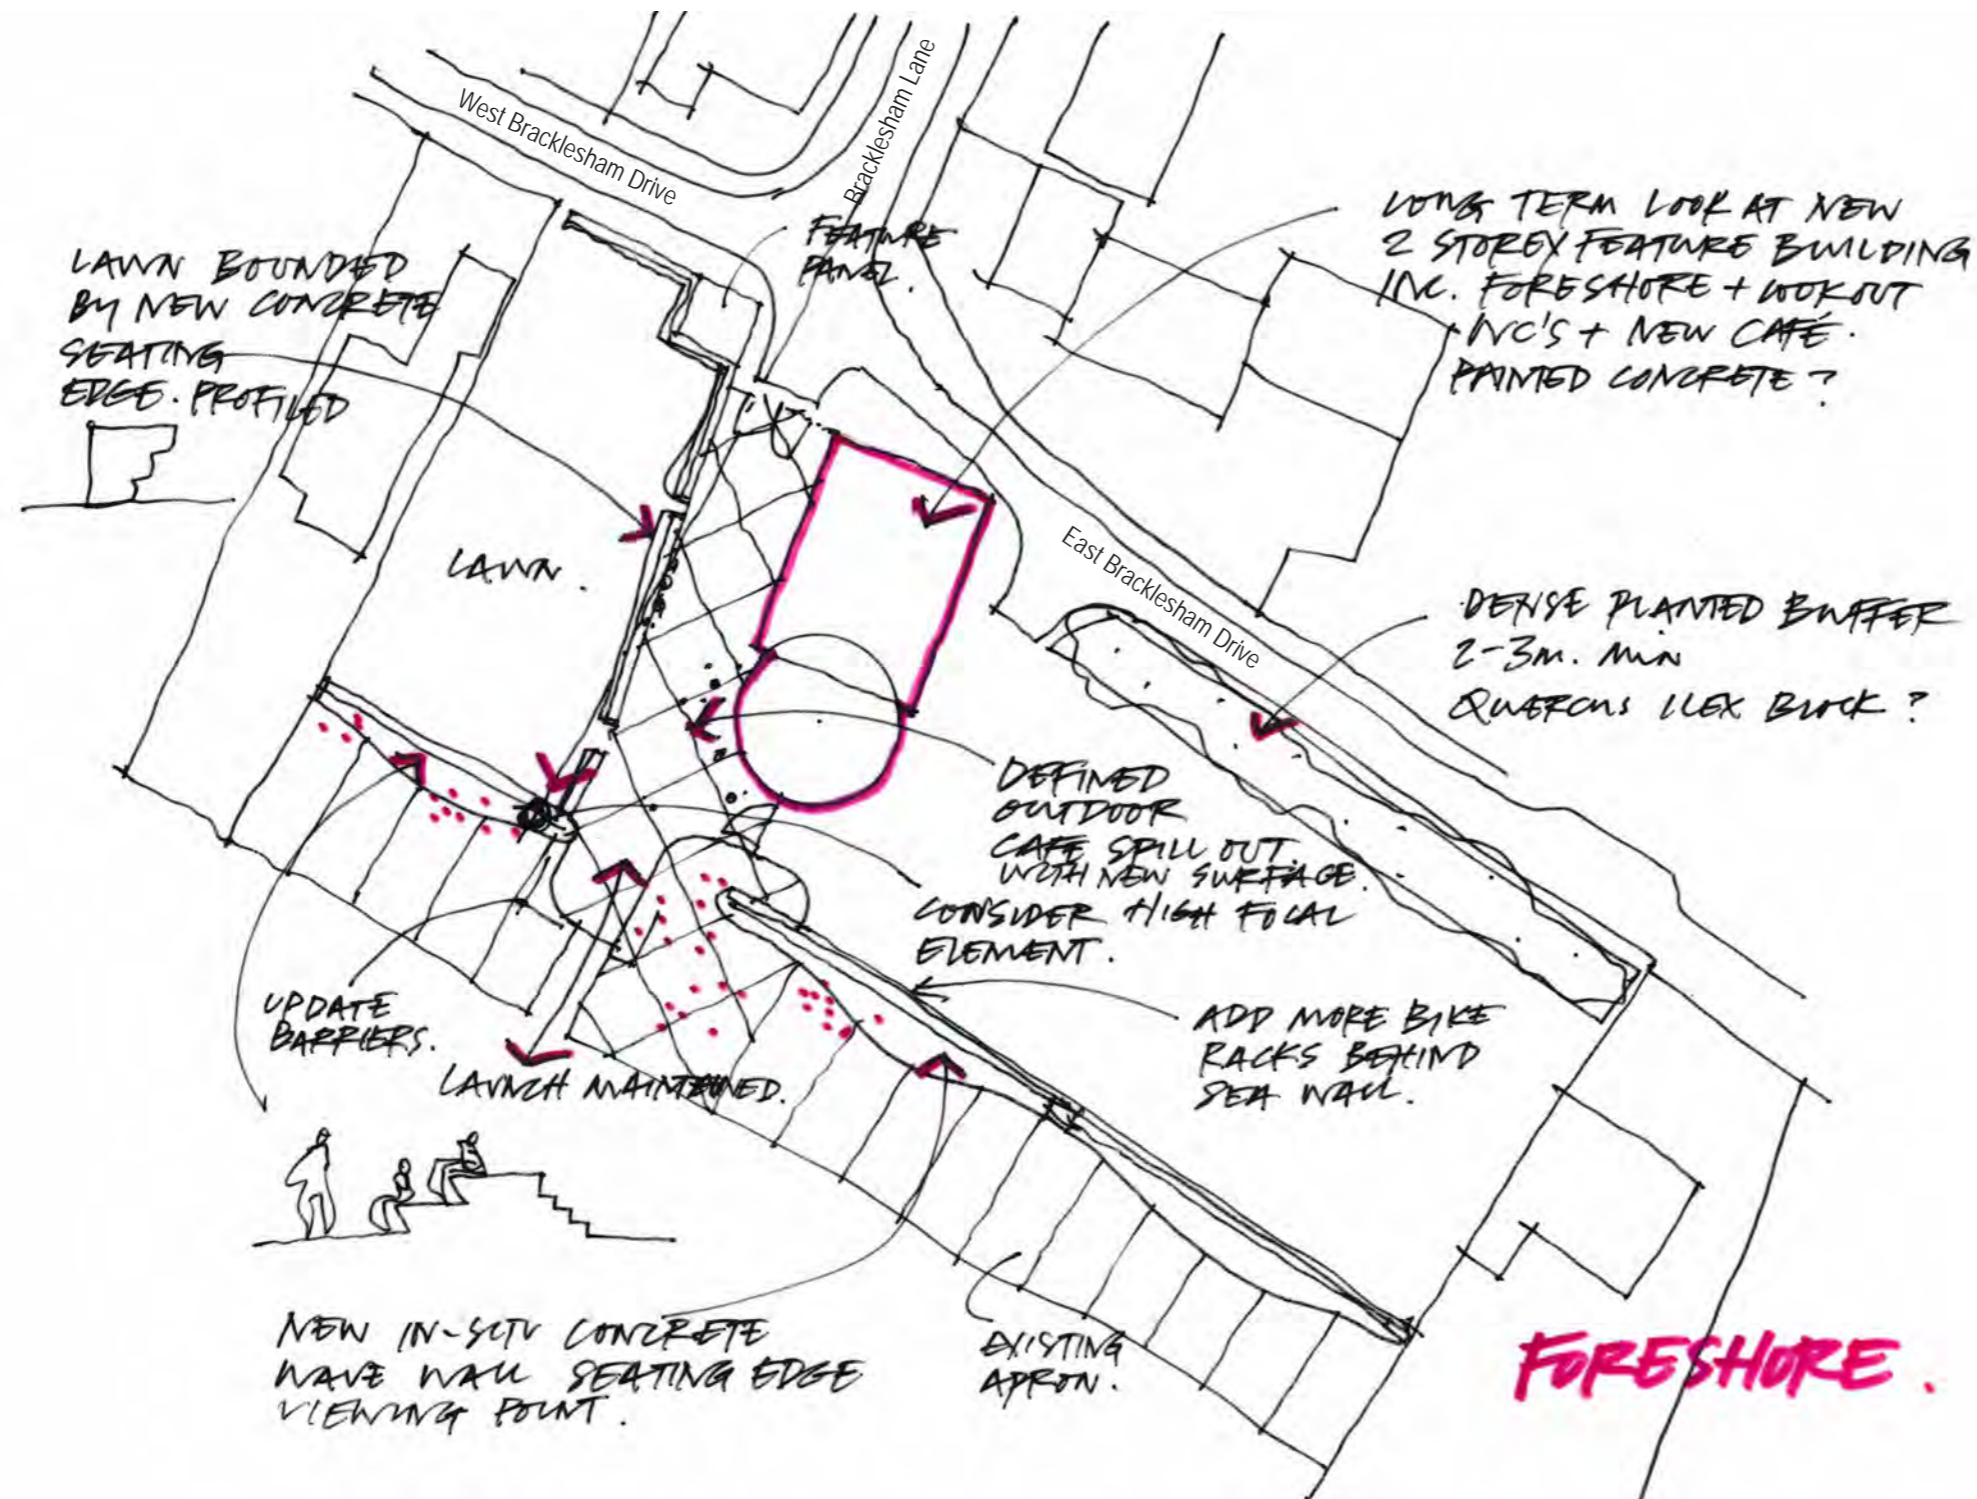 West Bracklesham Drive
Bracklesham Lane
FEATURE
PANEL.
LONG TERM LOOK AT NEW
2 STOREY FEATURE BUILDING
INC. FORESHORE + LOOKOUT
WC'S + NEW CAFÉ.
PAINTED CONCRETE ?
LAWN BOUNDED
BY NEW CONCRETE
SEATING
EDGE. PROFILED
LAWN.
East Bracklesham Drive
DENSE PLANTED BUFFER
2-3m. MIN
QUERCUS ILEX BLOCK ?
DEFINED
OUTDOOR
CAFE SPILL OUT.
WITH NEW SURFACE.
CONSIDER HIGH FOCAL
ELEMENT.
UPDATE
BARRIERS.
LAUNCH MAINTAINED.
ADD MORE BIKE
RACKS BEHIND
SEA WALL.
NEW IN-SITU CONCRETE
WAVE WALL SEATING EDGE
VIEWING POINT.
EXISTING
APRON.
FORESHORE.